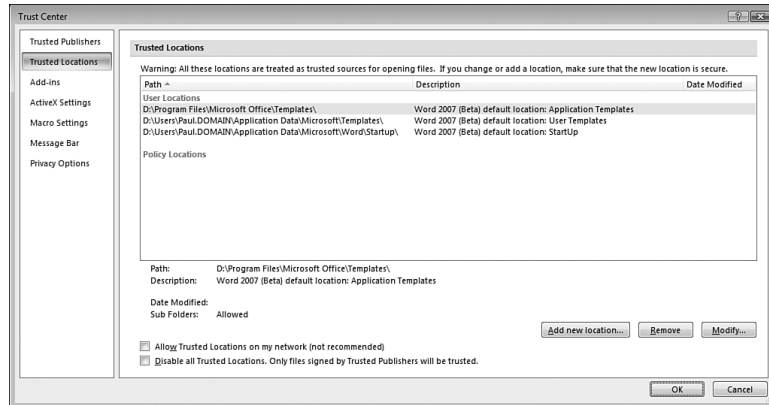 Trust Center
Trusted Publishers
Trusted Locations
Add-ins
ActiveX Settings
Macro Settings
Message Bar
Privacy Options
Trusted Locations
Warning: All these locations are treated as trusted sources for opening files. If you change or add a location, make sure that the new location is secure.
Path Description Date Modified
User Locations
D:\Program Files\Microsoft Office\Templates\ Word 2007 (Beta) default location: Application Templates
D:\Users\Paul.DOMAIN\Application Data\Microsoft\Templates\ Word 2007 (Beta) default location: User Templates
D:\Users\Paul.DOMAIN\Application Data\Microsoft\Word\Startup\ Word 2007 (Beta) default location: StartUp
Policy Locations
Path: D:\Program Files\Microsoft Office\Templates\
Description: Word 2007 (Beta) default location: Application Templates
Date Modified:
Sub Folders: Allowed
Add new location... Remove Modify...
Allow Trusted Locations on my network (not recommended)
Disable all Trusted Locations. Only files signed by Trusted Publishers will be trusted.
OK Cancel